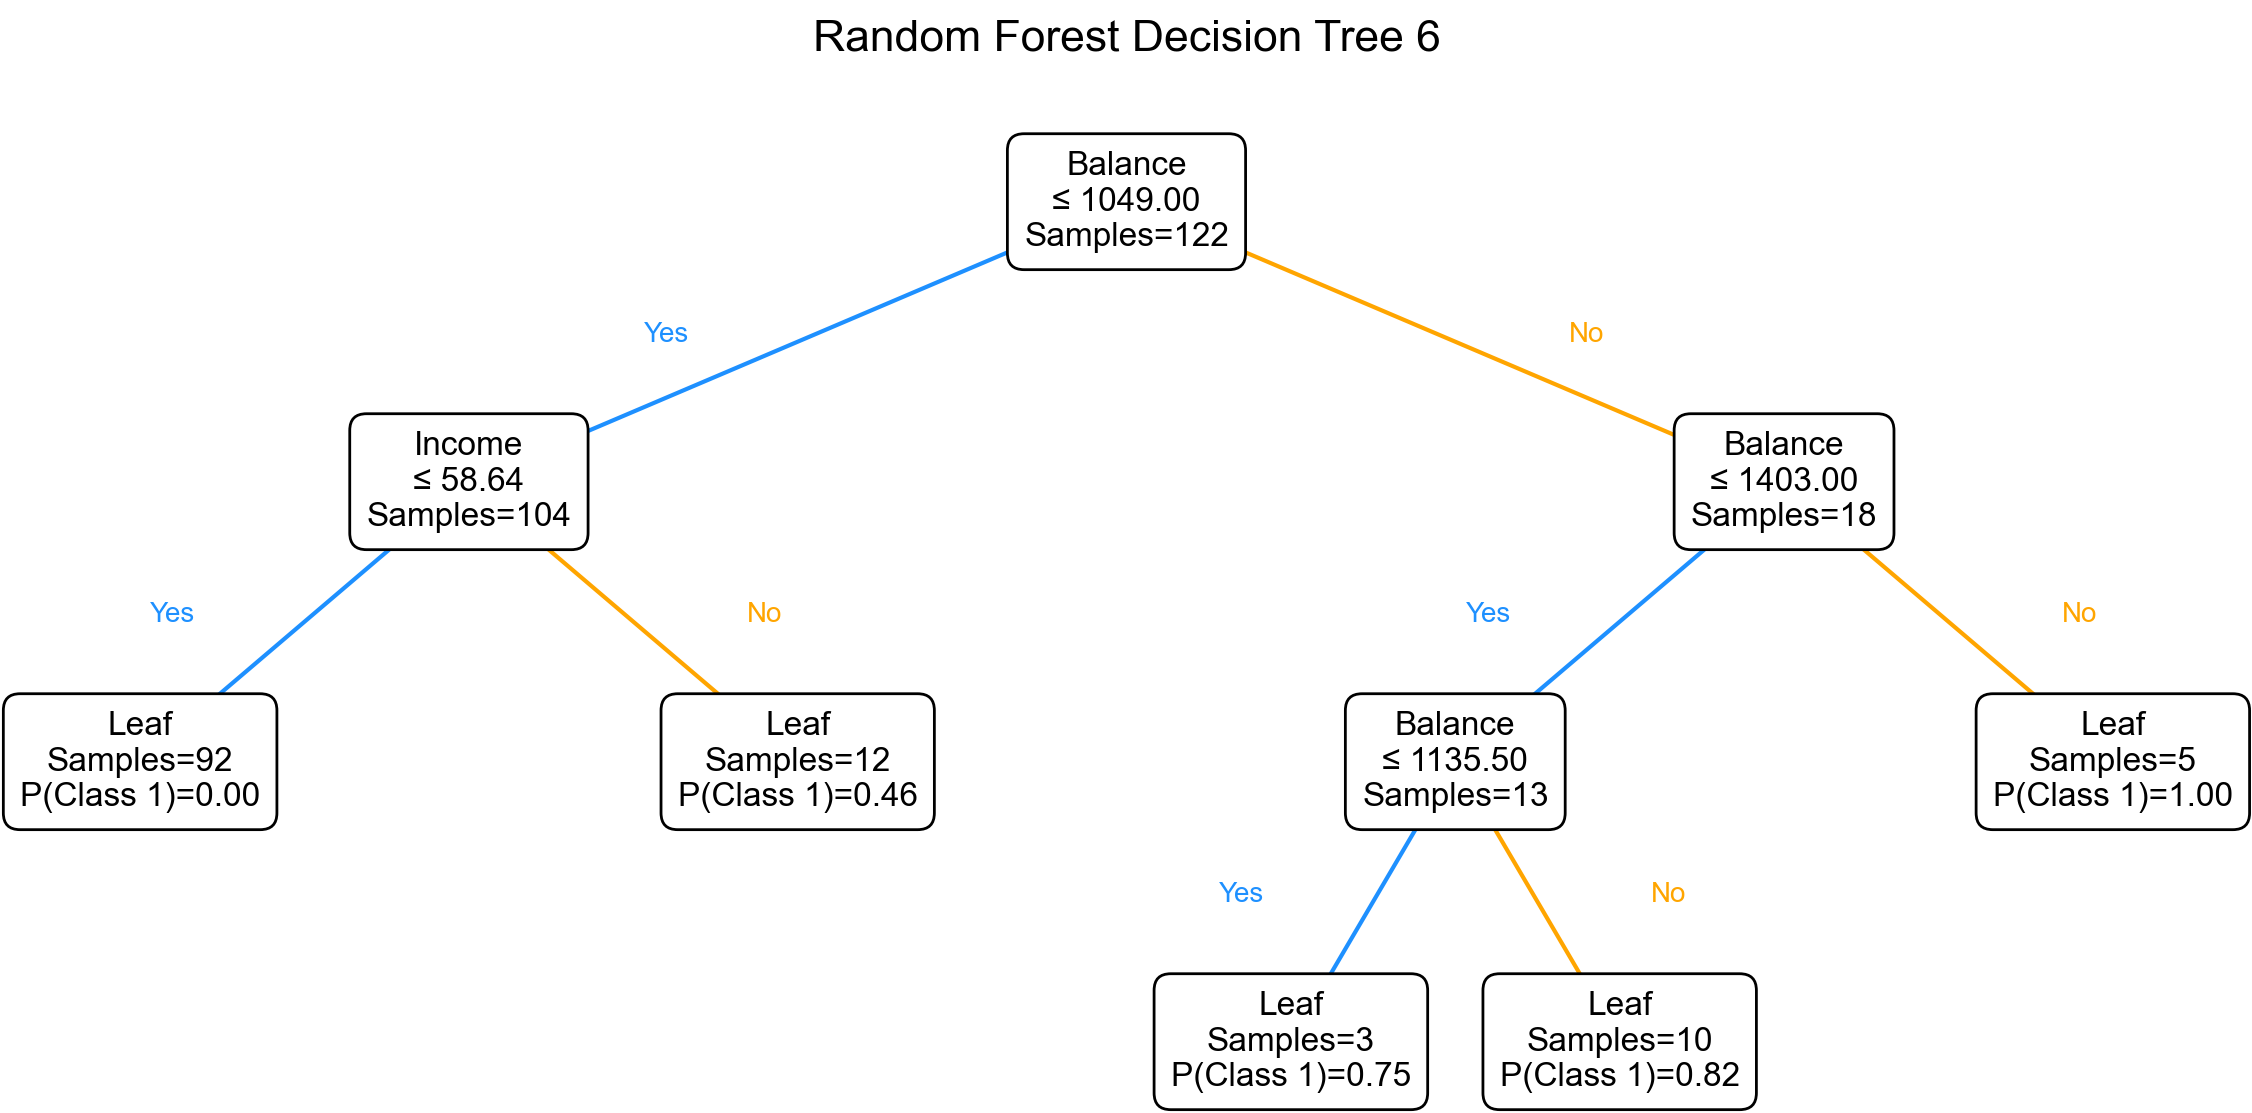 Random Forest Decision Tree 6
Balance
≤ 1049.00
Samples=122
Yes
No
Income
≤ 58.64
Samples=104
Balance
≤ 1403.00
Samples=18
Yes
No
Yes
No
Leaf
Samples=92
P(Class 1)=0.00
Leaf
Samples=12
P(Class 1)=0.46
Balance
≤ 1135.50
Samples=13
Leaf
Samples=5
P(Class 1)=1.00
Yes
No
Leaf
Samples=3
P(Class 1)=0.75
Leaf
Samples=10
P(Class 1)=0.82